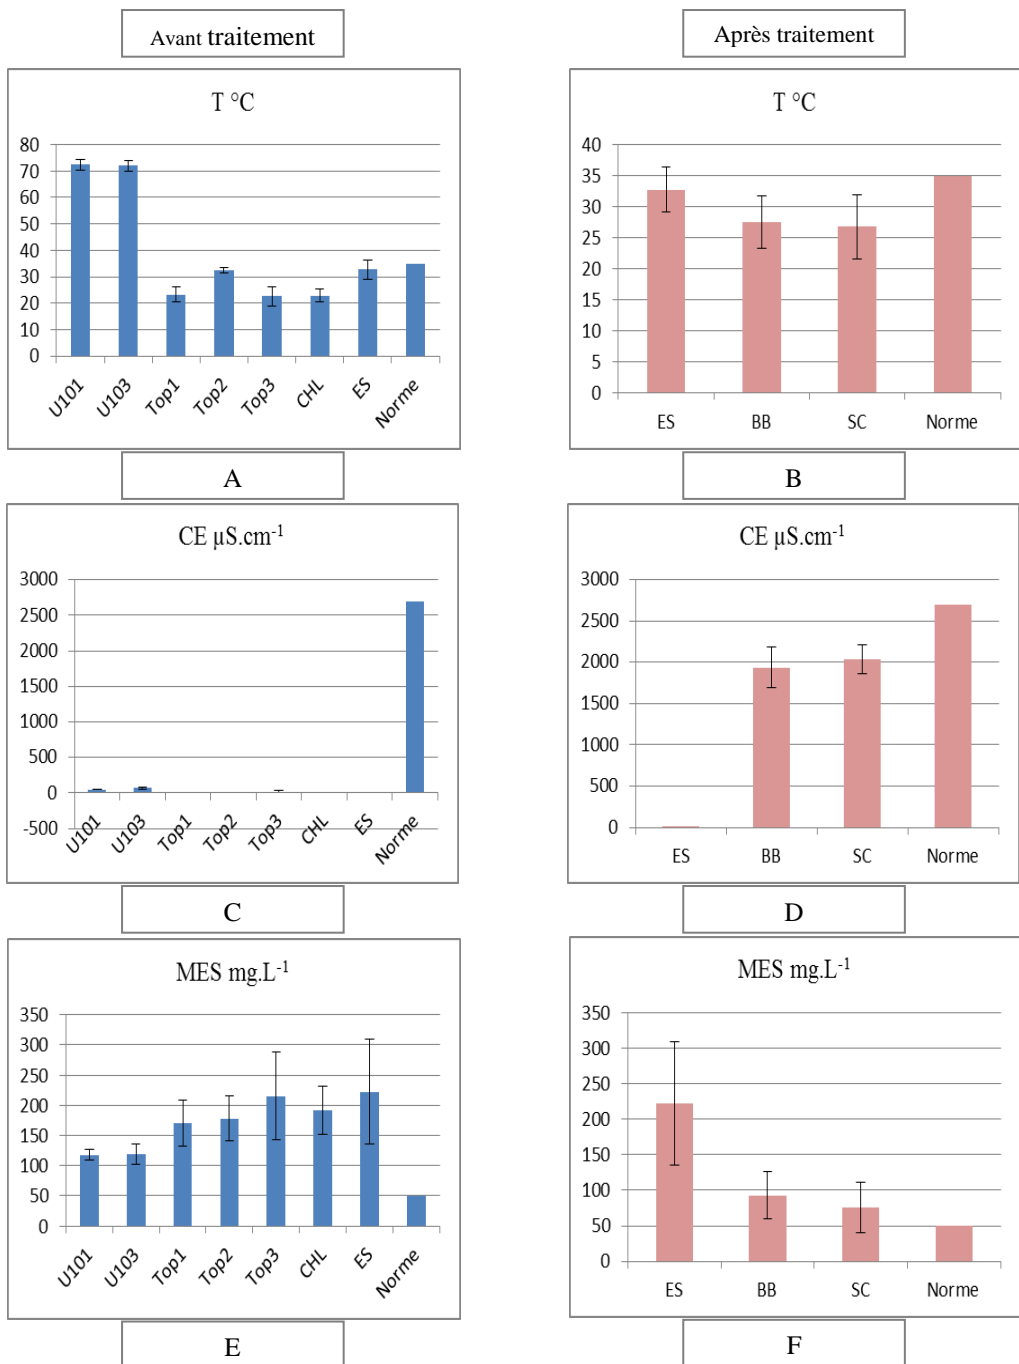 Avant traitement
Après traitement
T °C
80
70
60
50
40
30
20
10
0
U101
U103
Top1
Top2
Top3
CHL
ES
Norme
A
T °C
40
35
30
25
20
15
10
5
0
ES
BB
SC
Norme
B
CE µS.cm-1
3000
2500
2000
1500
1000
500
0
-500
U101
U103
Top1
Top2
Top3
CHL
ES
Norme
C
CE µS.cm-1
3000
2500
2000
1500
1000
500
0
ES
BB
SC
Norme
D
MES mg.L-1
350
300
250
200
150
100
50
0
U101
U103
Top1
Top2
Top3
CHL
ES
Norme
E
MES mg.L-1
350
300
250
200
150
100
50
0
ES
BB
SC
Norme
F